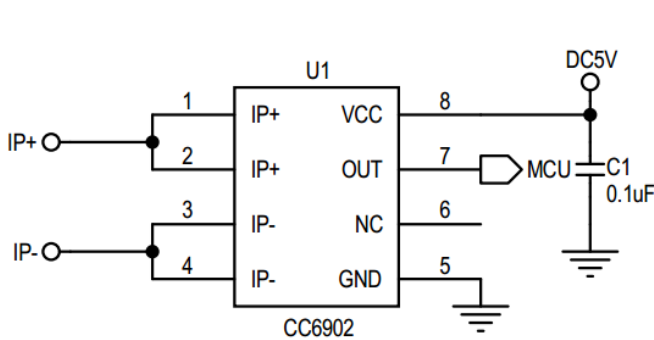 DC5V
U1
1
IP+
VCC
8
IP+
2
IP+
OUT
7
MCU
C1
0.1uF
3
IP-
NC
6
IP-
4
IP-
GND
5
CC6902